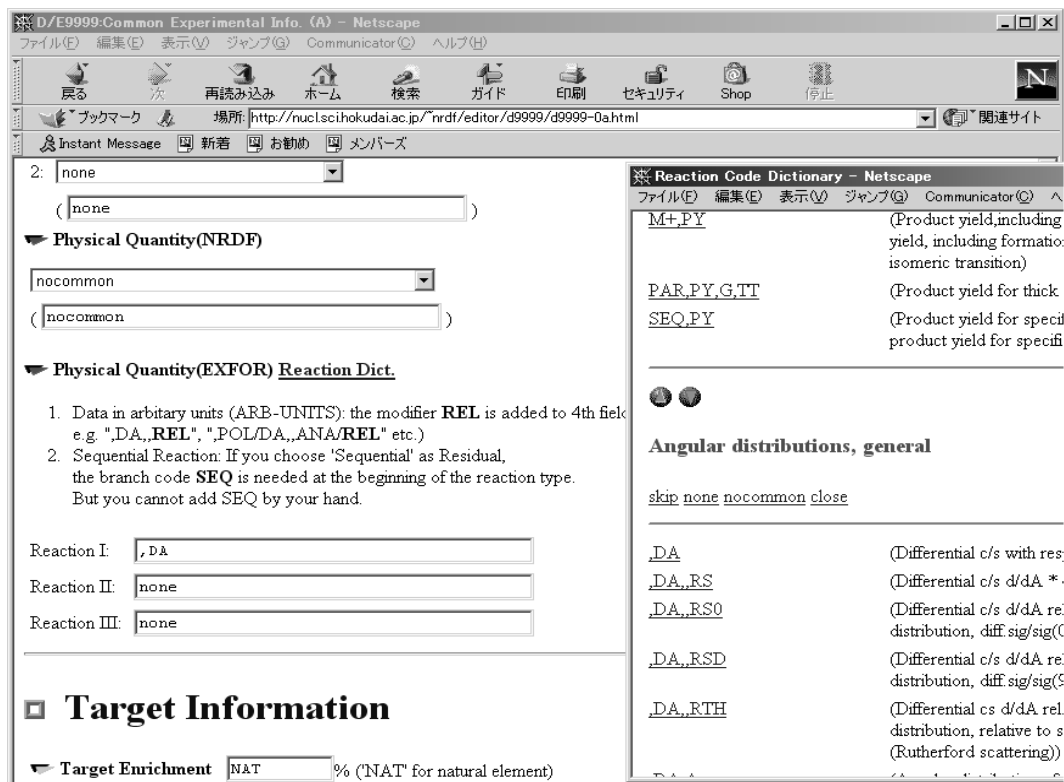 D/E9999:Common Experimental Info. (A) - Netscape
ファイル(F) 編集(E) 表示(V) ジャンプ(G) Communicator(C) ヘルプ(H)
戻る 次 再読み込み ホーム 検索 ガイド 印刷 セキュリティ Shop 停止
N
ブックマーク 場所: http://nucl.sci.hokudai.ac.jp/~nrdf/editor/d9999/d9999-0a.html 関連サイト
Instant Message 新着 お勧め メンバーズ
2: none
( none )
Physical Quantity(NRDF)
nocommon
( nocommon )
Physical Quantity(EXFOR) Reaction Dict.
1. Data in arbitary units (ARB-UNITS): the modifier REL is added to 4th field
e.g. ",DA,,REL", ",POL/DA,,ANA/REL" etc.)
2. Sequential Reaction: If you choose 'Sequential' as Residual,
the branch code SEQ is needed at the beginning of the reaction type.
But you cannot add SEQ by your hand.
Reaction I: ,DA
Reaction II: none
Reaction III: none
Target Information
Target Enrichment NAT % ('NAT' for natural element)
Reaction Code Dictionary - Netscape
ファイル(F) 編集(E) 表示(V) ジャンプ(G) Communicator(C)
M+,PY (Product yield,including
yield, including formatio
isomeric transition)
PAR,PY,G,TT (Product yield for thick
SEQ,PY (Product yield for specif
product yield for specifi
Angular distributions, general
skip none nocommon close
,DA (Differential c/s with res
,DA,,RS (Differential c/s d/dA *
,DA,,RS0 (Differential c/s d/dA rel
distribution, diff.sig/sig(
,DA,,RSD (Differential c/s d/dA rel
distribution, diff.sig/sig(9
,DA,,RTH (Differential cs d/dA rel.
distribution, relative to s
(Rutherford scattering))